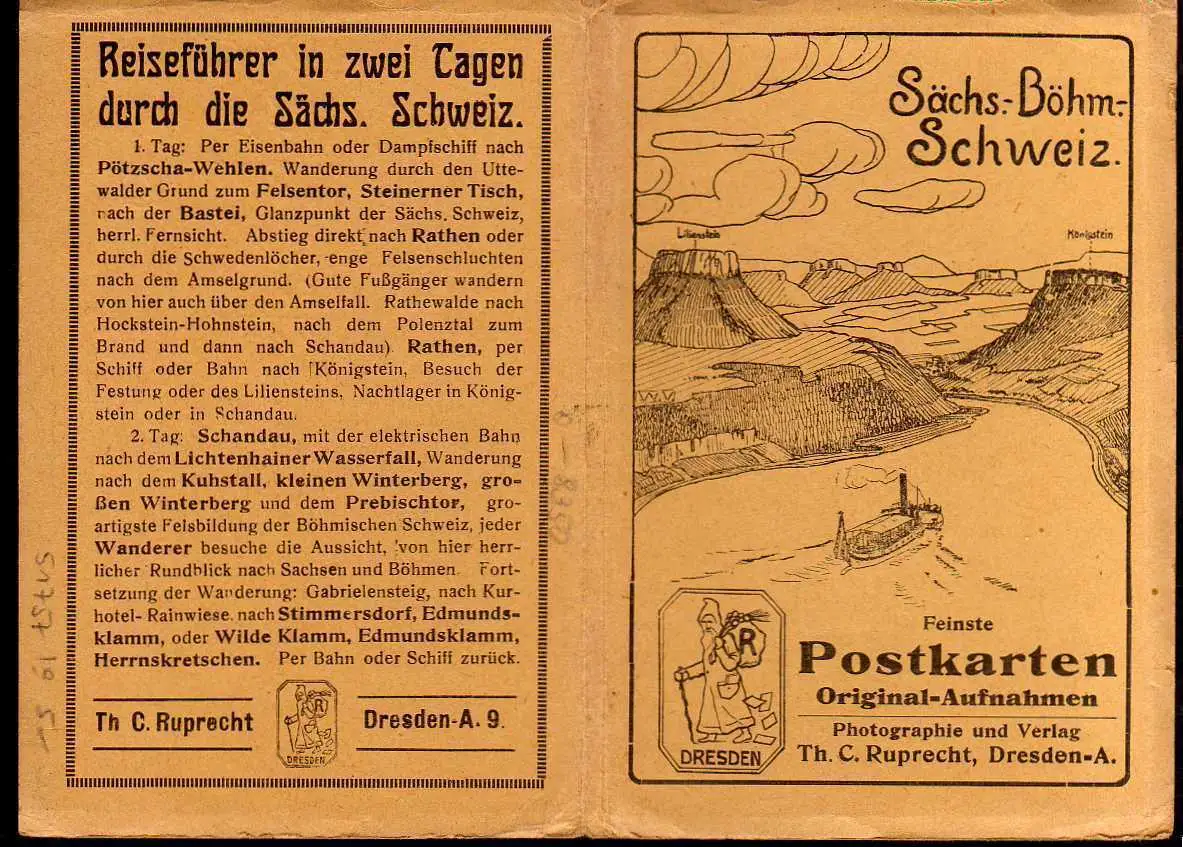 Reiseführer in zwei Tagen
durch die Sächs. Schweiz.
1. Tag: Per Eisenbahn oder Dampfschiff nach
Pötzscha-Wehlen. Wanderung durch den Utte-
walder Grund zum Felsentor, Steinerner Tisch,
nach der Bastei, Glanzpunkt der Sächs. Schweiz,
herrl. Fernsicht. Abstieg direkt nach Rathen oder
durch die Schwedenlöcher, enge Felsenschluchten
nach dem Amselgrund. (Gute Fußgänger wandern
von hier auch über den Amselfall. Rathewalde nach
Hockstein-Hohnstein, nach dem Polenztal zum
Brand und dann nach Schandau) Rathen, per
Schiff oder Bahn nach Königstein, Besuch der
Festung oder des Liliensteins. Nachtlager in König-
stein oder in Schandau.
2. Tag: Schandau, mit der elektrischen Bahn
nach dem Lichtenhainer Wasserfall, Wanderung
nach dem Kuhstall, kleinen Winterberg, gro-
ßen Winterberg und dem Prebischtor, gro-
artigste Felsbildung der Böhmischen Schweiz, jeder
Wanderer besuche die Aussicht, von hier herr-
licher Rundblick nach Sachsen und Böhmen. Fort-
setzung der Wanderung: Gabrielensteig, nach Kur-
hotel-Rainwiese, nach Stimmersdorf, Edmunds-
klamm, oder Wilde Klamm, Edmundsklamm,
Herrnskretschen. Per Bahn oder Schiff zurück.
Th C. Ruprecht
R
DRESDEN
Dresden-A. 9.
Sächs.-Böhm.-
Schweiz.
Lilienstein
Königstein
Feinste
Postkarten
Original-Aufnahmen
Photographie und Verlag
Th. C. Ruprecht, Dresden-A.
R
DRESDEN